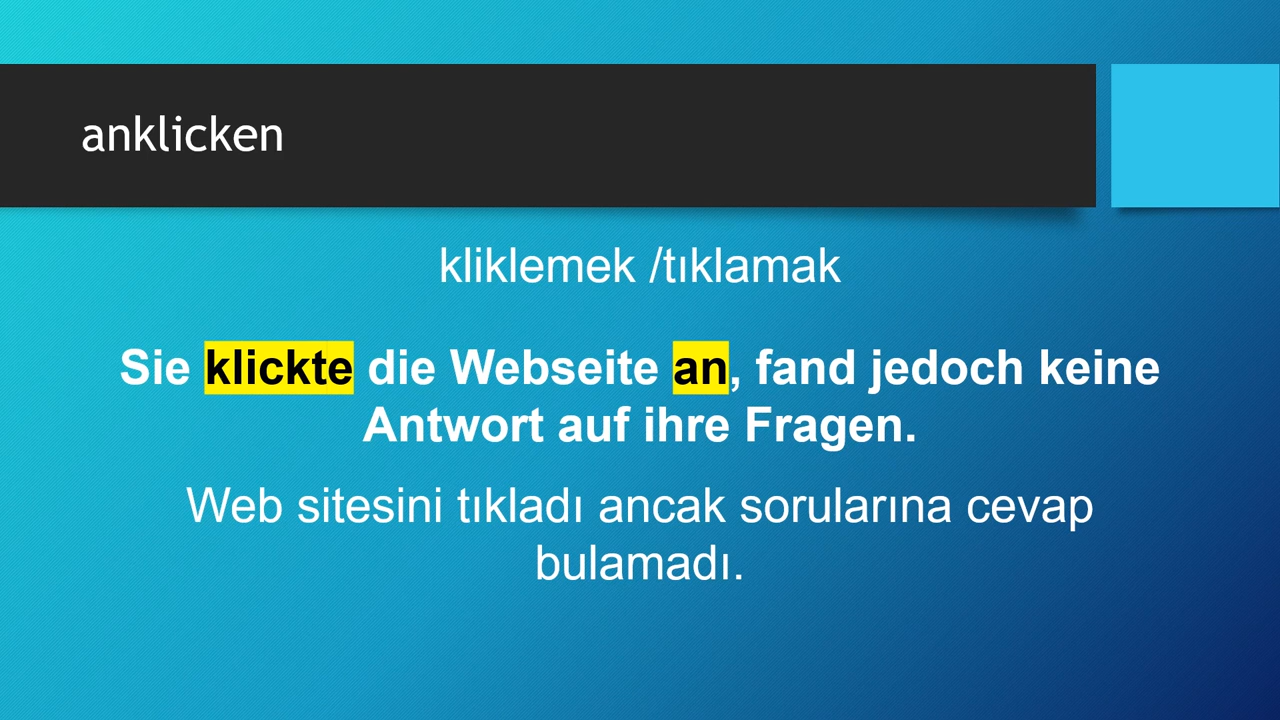 anklicken
kliklemek /tıklamak
Sie klickte die Webseite an, fand jedoch keine
Antwort auf ihre Fragen.
Web sitesini tıkladı ancak sorularına cevap
bulamadı.